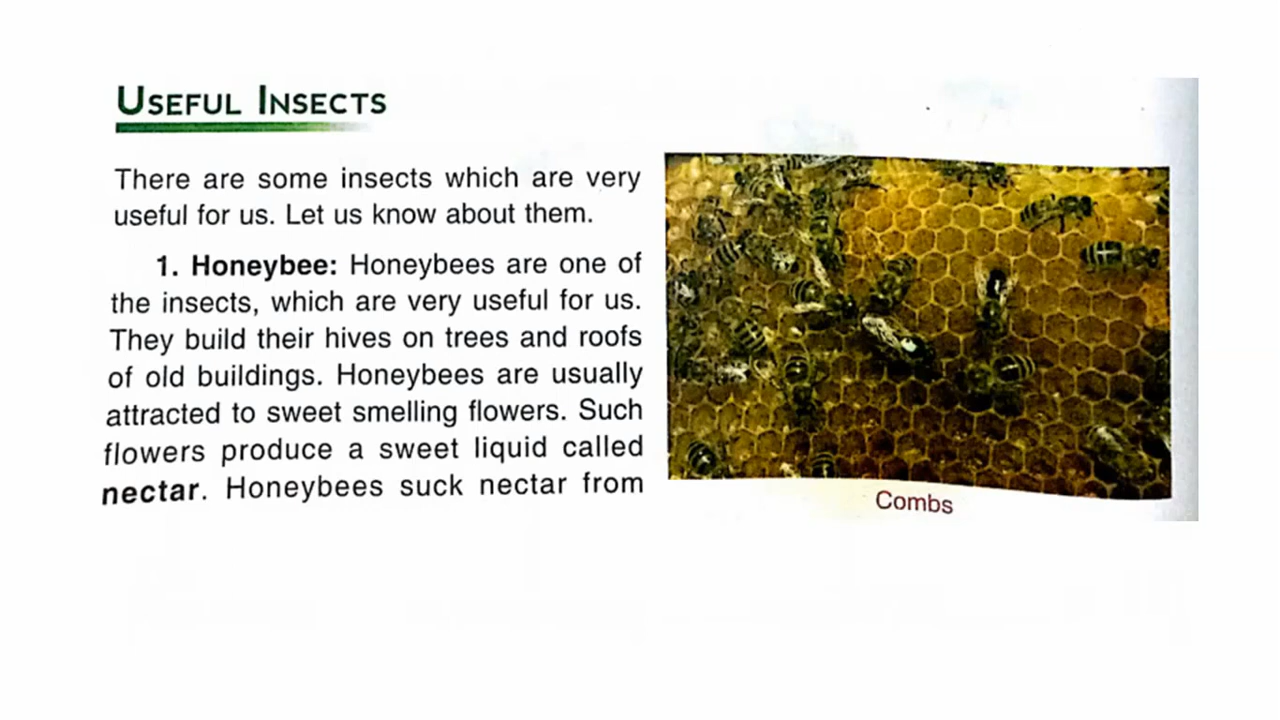 USEFUL INSECTS
There are some insects which are very
useful for us. Let us know about them.
1. Honeybee: Honeybees are one of
the insects, which are very useful for us.
They build their hives on trees and roofs
of old buildings. Honeybees are usually
attracted to sweet smelling flowers. Such
flowers produce a sweet liquid called
nectar. Honeybees suck nectar from
Combs